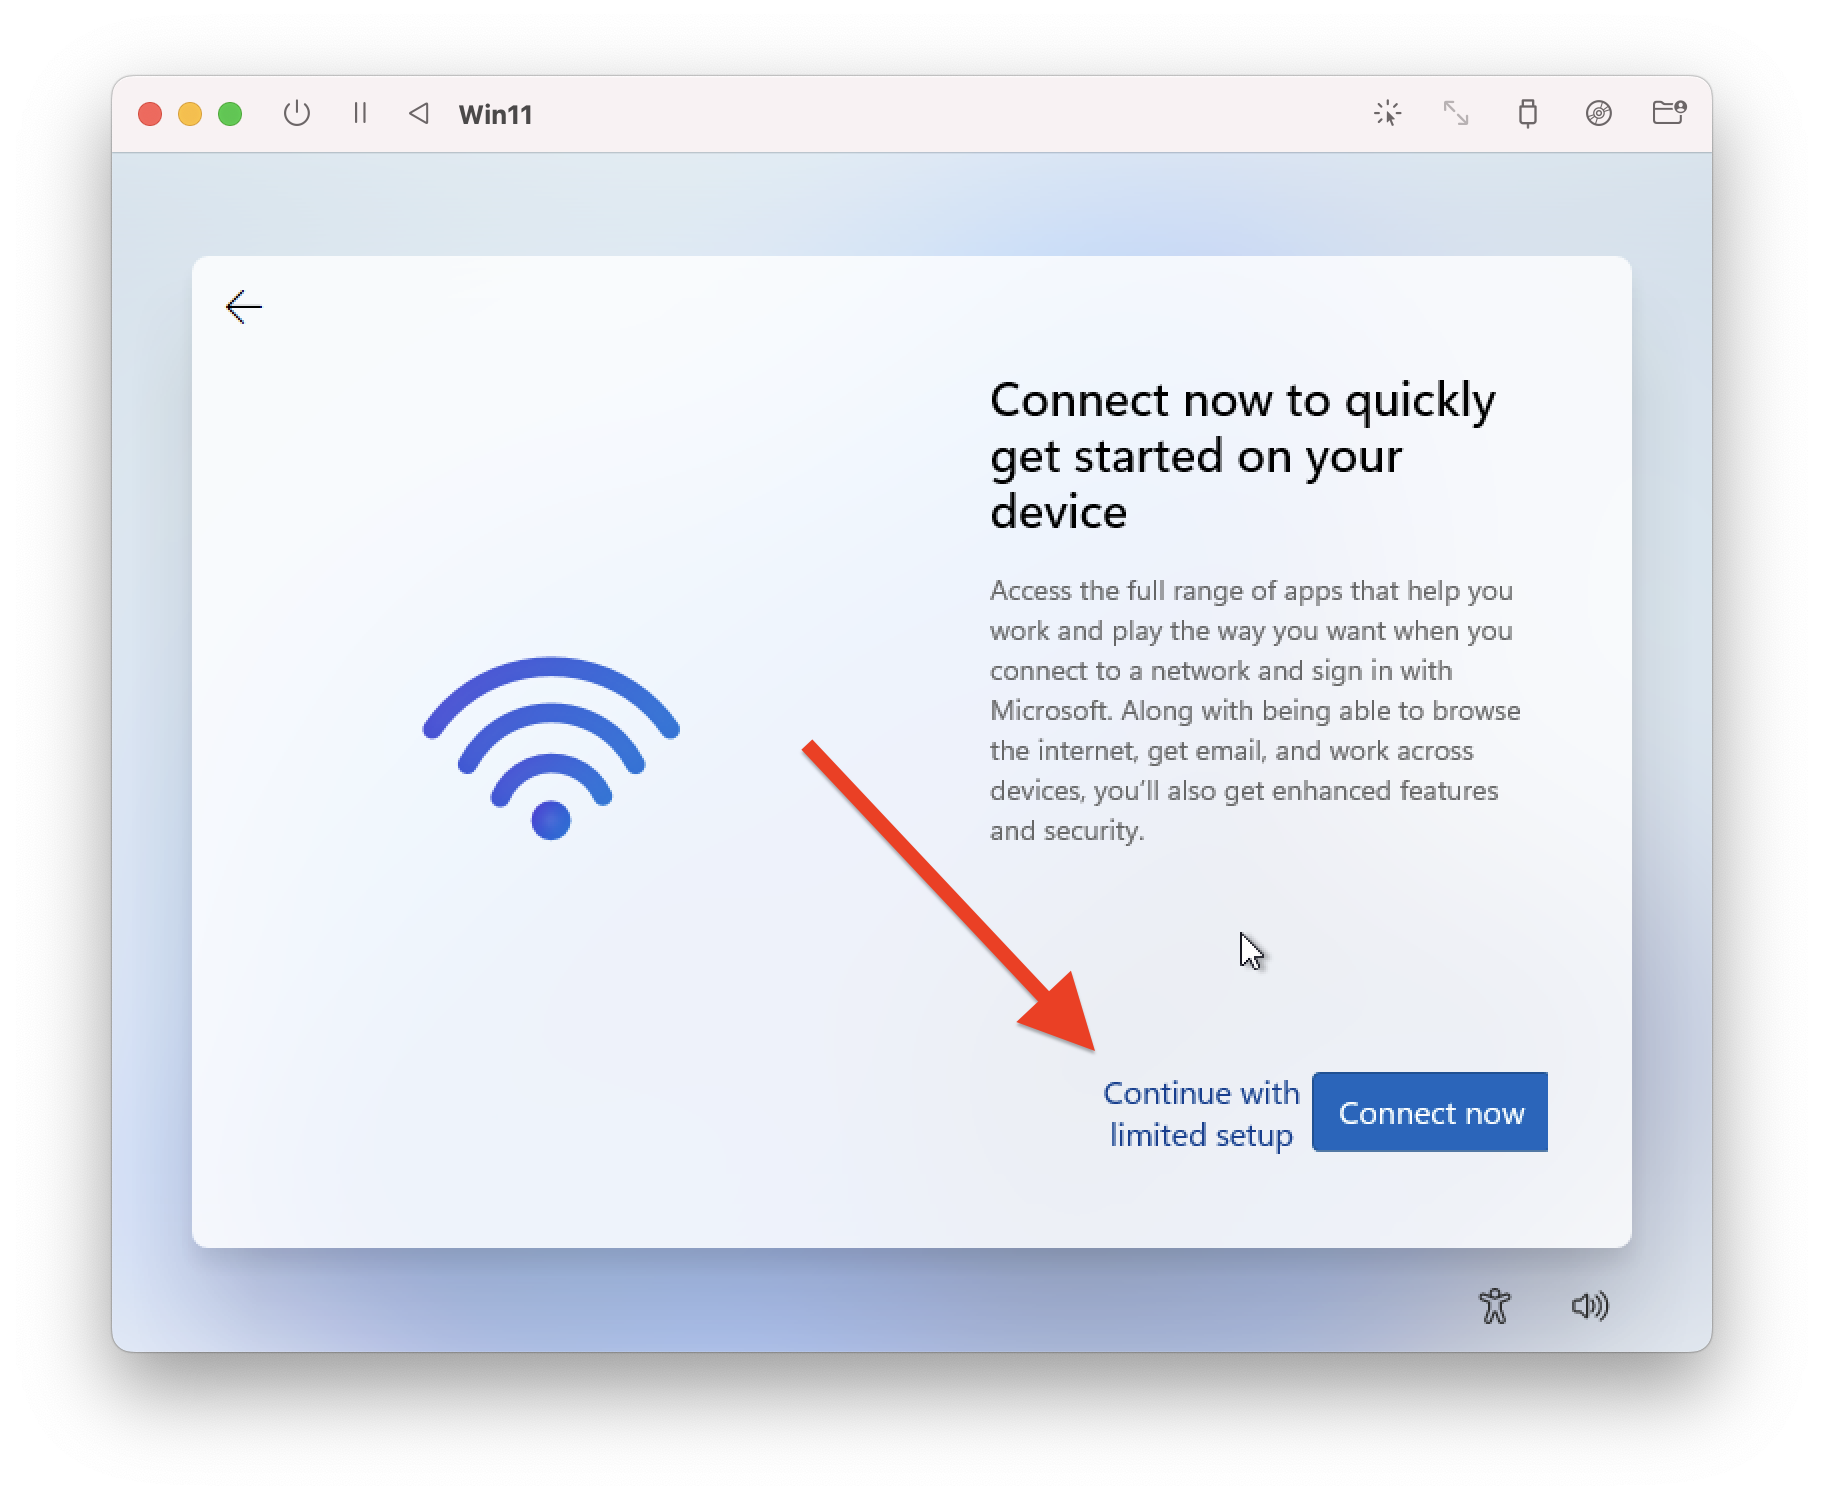 Win11
Connect now to quickly
get started on your
device
Access the full range of apps that help you
work and play the way you want when you
connect to a network and sign in with
Microsoft. Along with being able to browse
the internet, get email, and work across
devices, you’ll also get enhanced features
and security.
Continue with
limited setup
Connect now